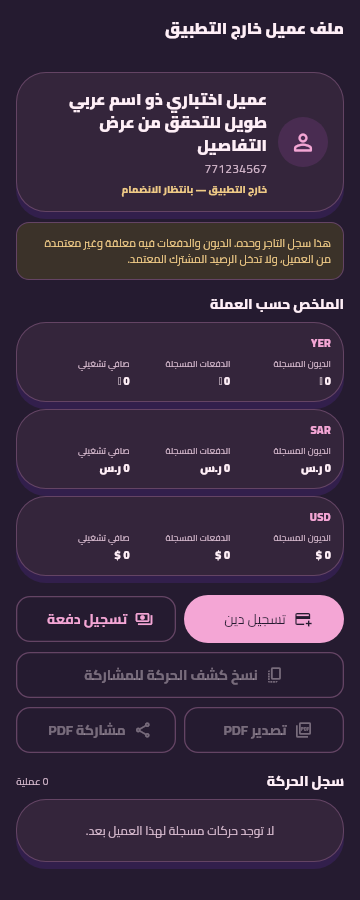 ملف عميل خارج التطبيق
عميل اختباري ذو اسم عربي
طويل للتحقق من عرض
التفاصيل
771234567
خارج التطبيق — بانتظار الانضمام
هذا سجل التاجر وحده. الديون والدفعات فيه معلقة وغير معتمدة
من العميل، ولا تدخل الرصيد المشترك المعتمد.
الملخص حسب العملة
YER
الديون المسجلة الدفعات المسجلة صافي تشغيلي
0 0 0
SAR
الديون المسجلة الدفعات المسجلة صافي تشغيلي
0 ر.س 0 ر.س 0 ر.س
USD
الديون المسجلة الدفعات المسجلة صافي تشغيلي
0 $ 0 $ 0 $
تسجيل دين تسجيل دفعة
نسخ كشف الحركة للمشاركة
تصدير PDF مشاركة PDF
سجل الحركة 0 عملية
لا توجد حركات مسجلة لهذا العميل بعد.